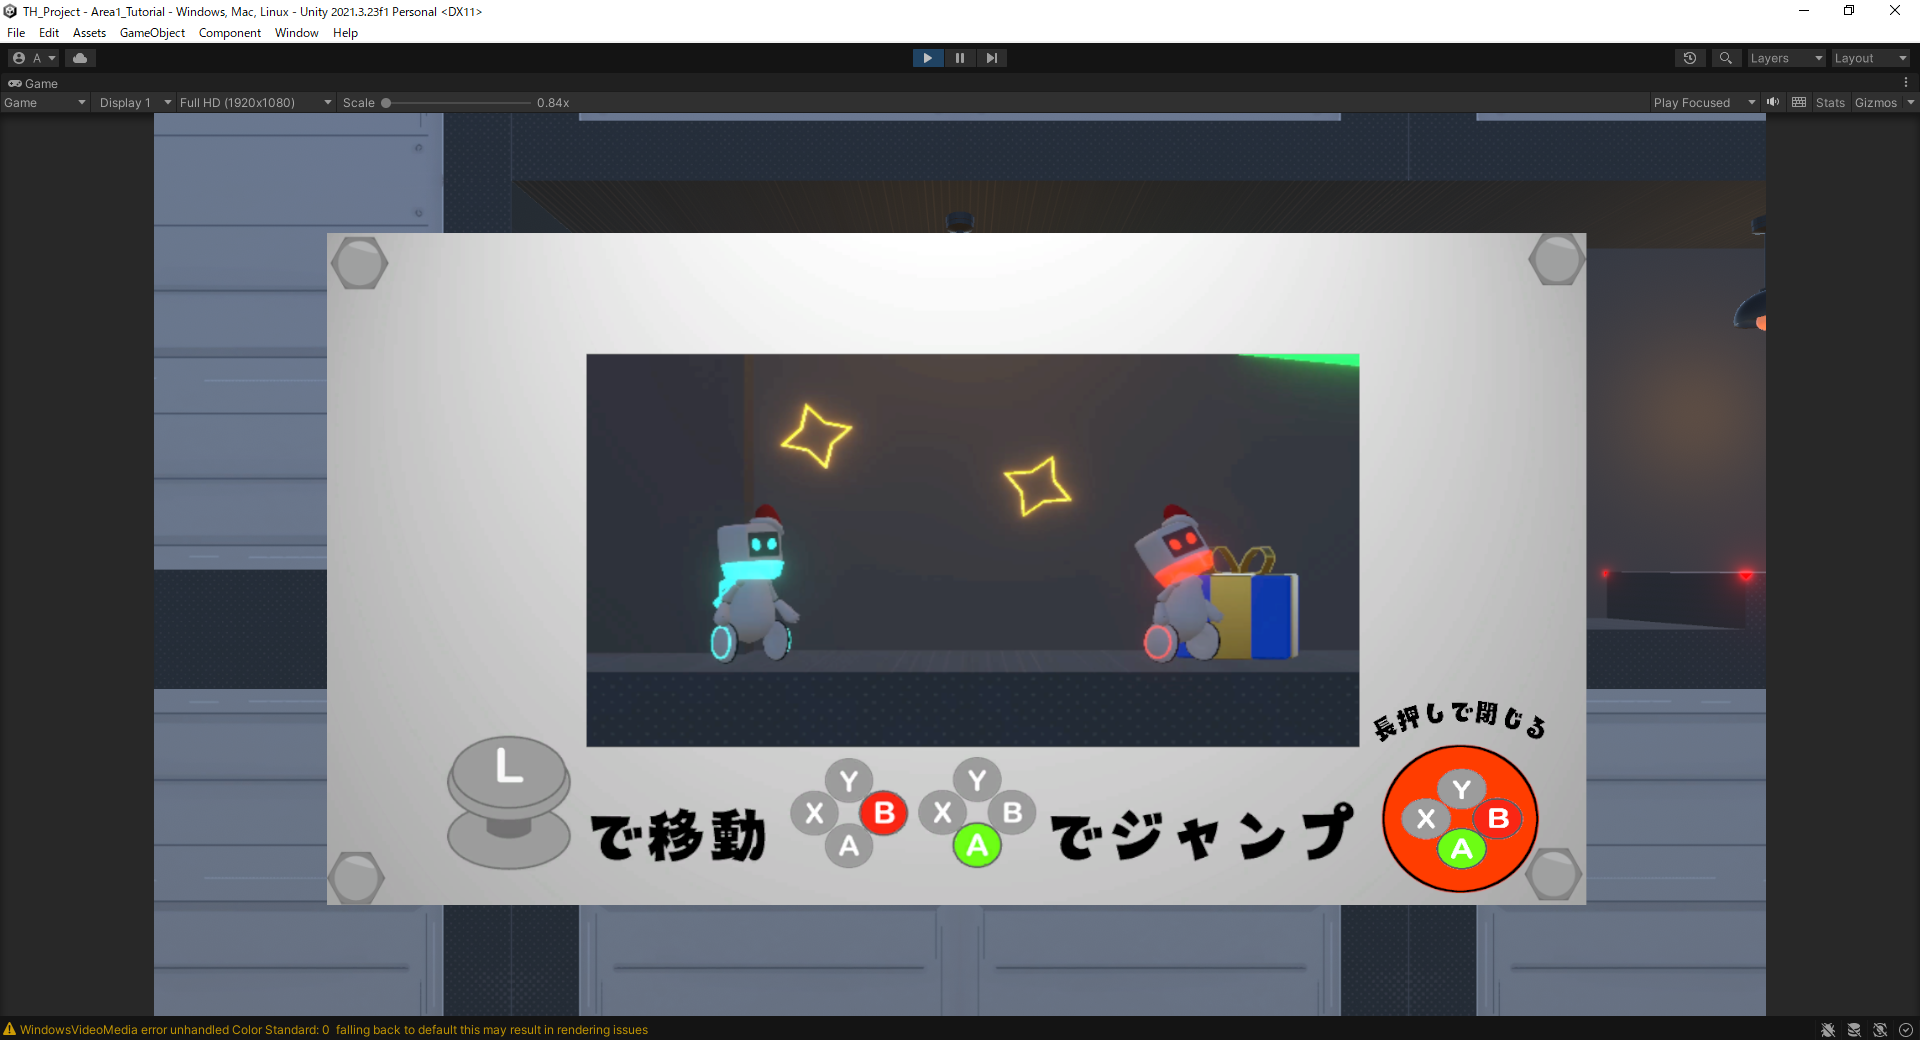 TH_Project - Area1_Tutorial - Windows, Mac, Linux - Unity 2021.3.23f1 Personal <DX11>
File Edit Assets GameObject Component Window Help
A Layers Layout
Game
Game Display 1 Full HD (1920x1080) Scale 0.84x Play Focused Stats Gizmos
長押しで閉じる
L で移動 Y X B A Y X B A でジャンプ Y X B A
WindowsVideoMedia error unhandled Color Standard: 0 falling back to default this may result in rendering issues